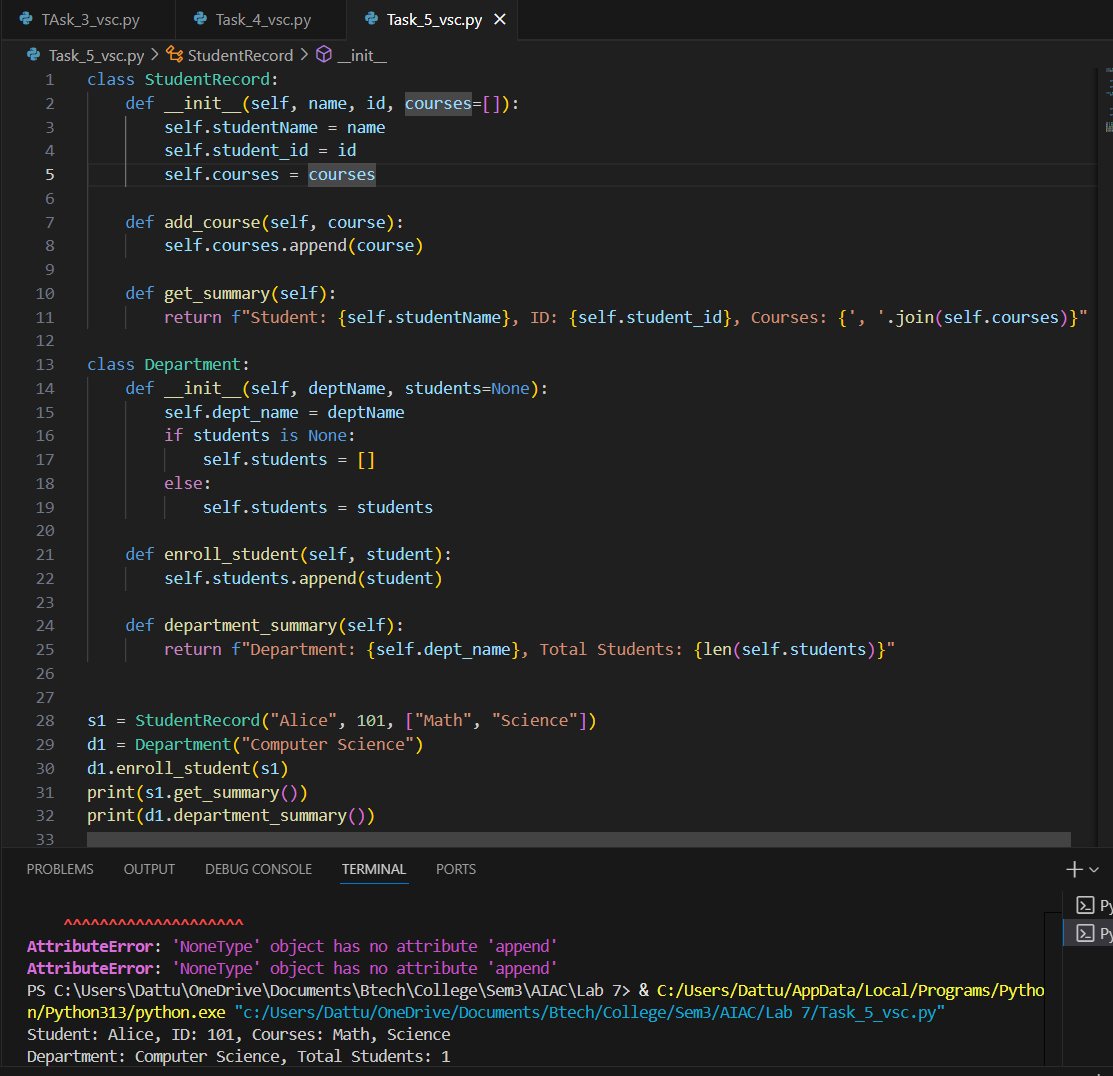 TAsk_3_vsc.py Task_4_vsc.py Task_5_vsc.py
Task_5_vsc.py > StudentRecord > __init__
1 class StudentRecord:
2     def __init__(self, name, id, courses=[]):
3         self.studentName = name
4         self.student_id = id
5         self.courses = courses
6
7     def add_course(self, course):
8         self.courses.append(course)
9
10     def get_summary(self):
11         return f"Student: {self.studentName}, ID: {self.student_id}, Courses: {', '.join(self.courses)}"
12
13 class Department:
14     def __init__(self, deptName, students=None):
15         self.dept_name = deptName
16         if students is None:
17             self.students = []
18         else:
19             self.students = students
20
21     def enroll_student(self, student):
22         self.students.append(student)
23
24     def department_summary(self):
25         return f"Department: {self.dept_name}, Total Students: {len(self.students)}"
26
27
28 s1 = StudentRecord("Alice", 101, ["Math", "Science"])
29 d1 = Department("Computer Science")
30 d1.enroll_student(s1)
31 print(s1.get_summary())
32 print(d1.department_summary())
33
PROBLEMS OUTPUT DEBUG CONSOLE TERMINAL PORTS
^^^^^^^^^^^^^^^^^^^^
AttributeError: 'NoneType' object has no attribute 'append'
AttributeError: 'NoneType' object has no attribute 'append'
PS C:\Users\Dattu\OneDrive\Documents\Btech\College\Sem3\AIAC\Lab 7> & C:/Users/Dattu/AppData/Local/Programs/Pytho
n/Python313/python.exe "c:/Users/Dattu/OneDrive/Documents/Btech/College/Sem3/AIAC/Lab 7/Task_5_vsc.py"
Student: Alice, ID: 101, Courses: Math, Science
Department: Computer Science, Total Students: 1
Py
Py